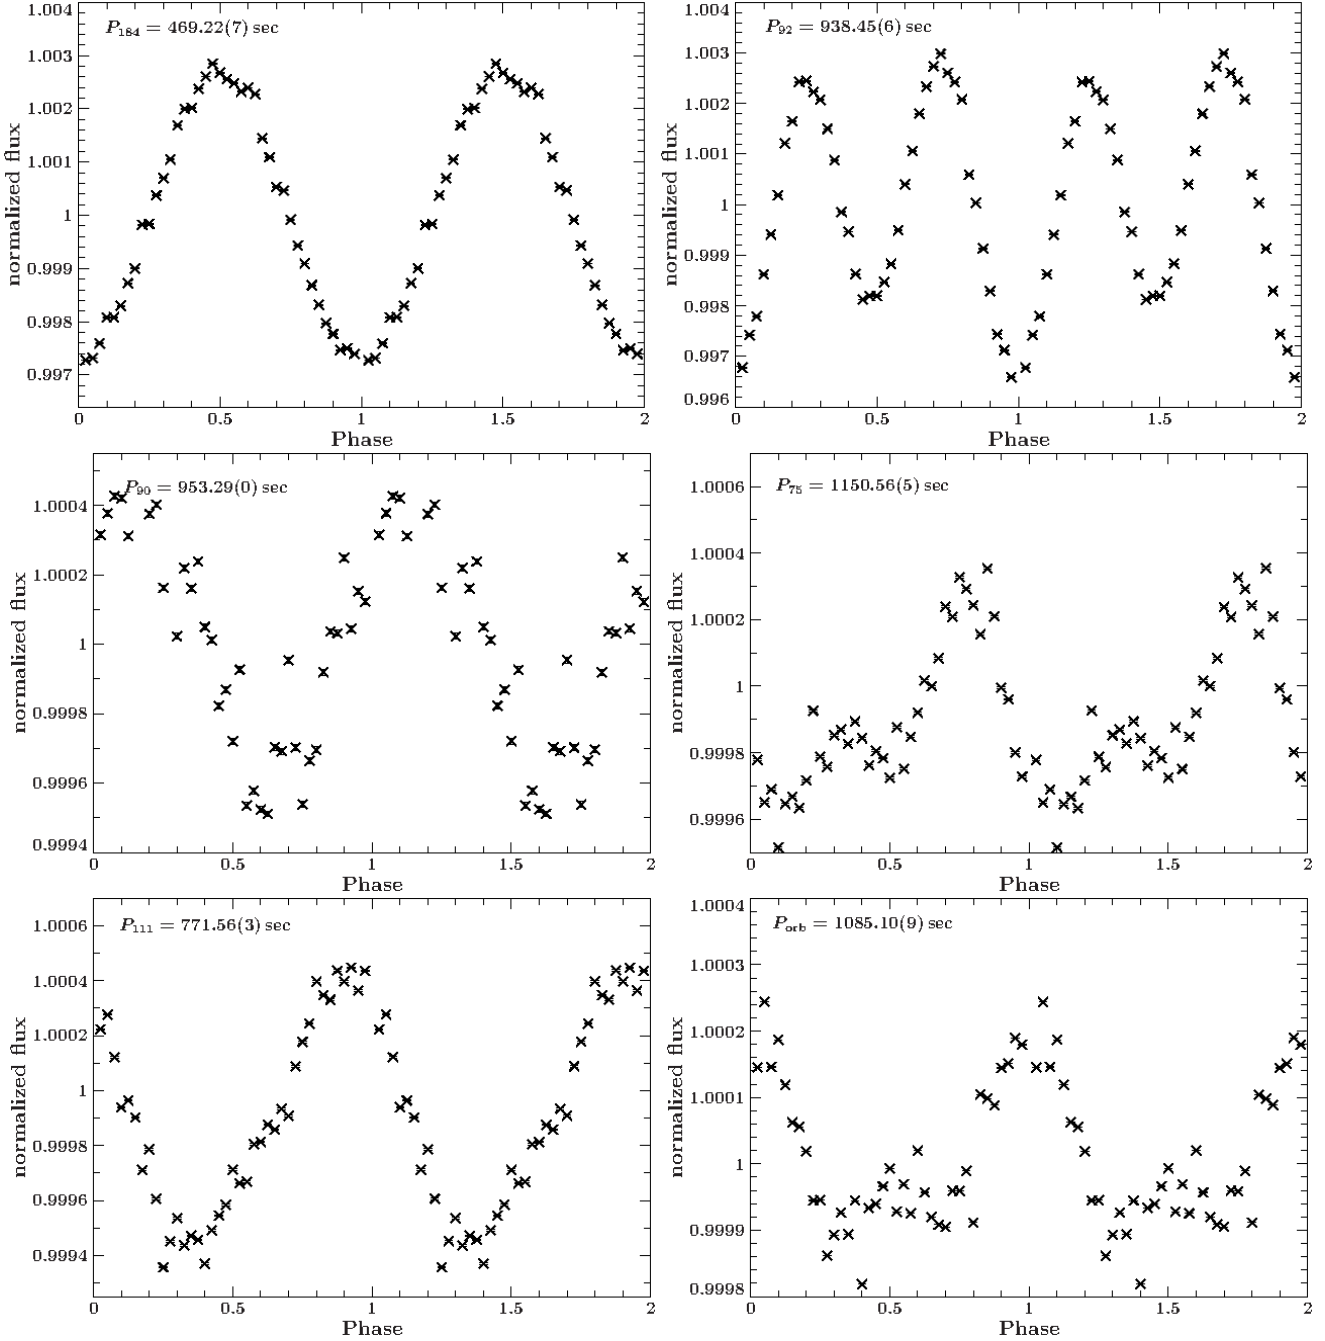 P184 = 469.22(7) sec
1.004
1.003
1.002
1.001
1
0.999
0.998
0.997
normalized flux
0 0.5 1 1.5 2
Phase
P92 = 938.45(6) sec
1.004
1.003
1.002
1.001
1
0.999
0.998
0.997
0.996
normalized flux
0 0.5 1 1.5 2
Phase
P90 = 953.29(0) sec
1.0004
1.0002
1
0.9998
0.9996
0.9994
normalized flux
0 0.5 1 1.5 2
Phase
P75 = 1150.56(5) sec
1.0006
1.0004
1.0002
1
0.9998
0.9996
normalized flux
0 0.5 1 1.5 2
Phase
P111 = 771.56(3) sec
1.0006
1.0004
1.0002
1
0.9998
0.9996
0.9994
normalized flux
0 0.5 1 1.5 2
Phase
Porb = 1085.10(9) sec
1.0004
1.0003
1.0002
1.0001
1
0.9999
0.9998
normalized flux
0 0.5 1 1.5 2
Phase